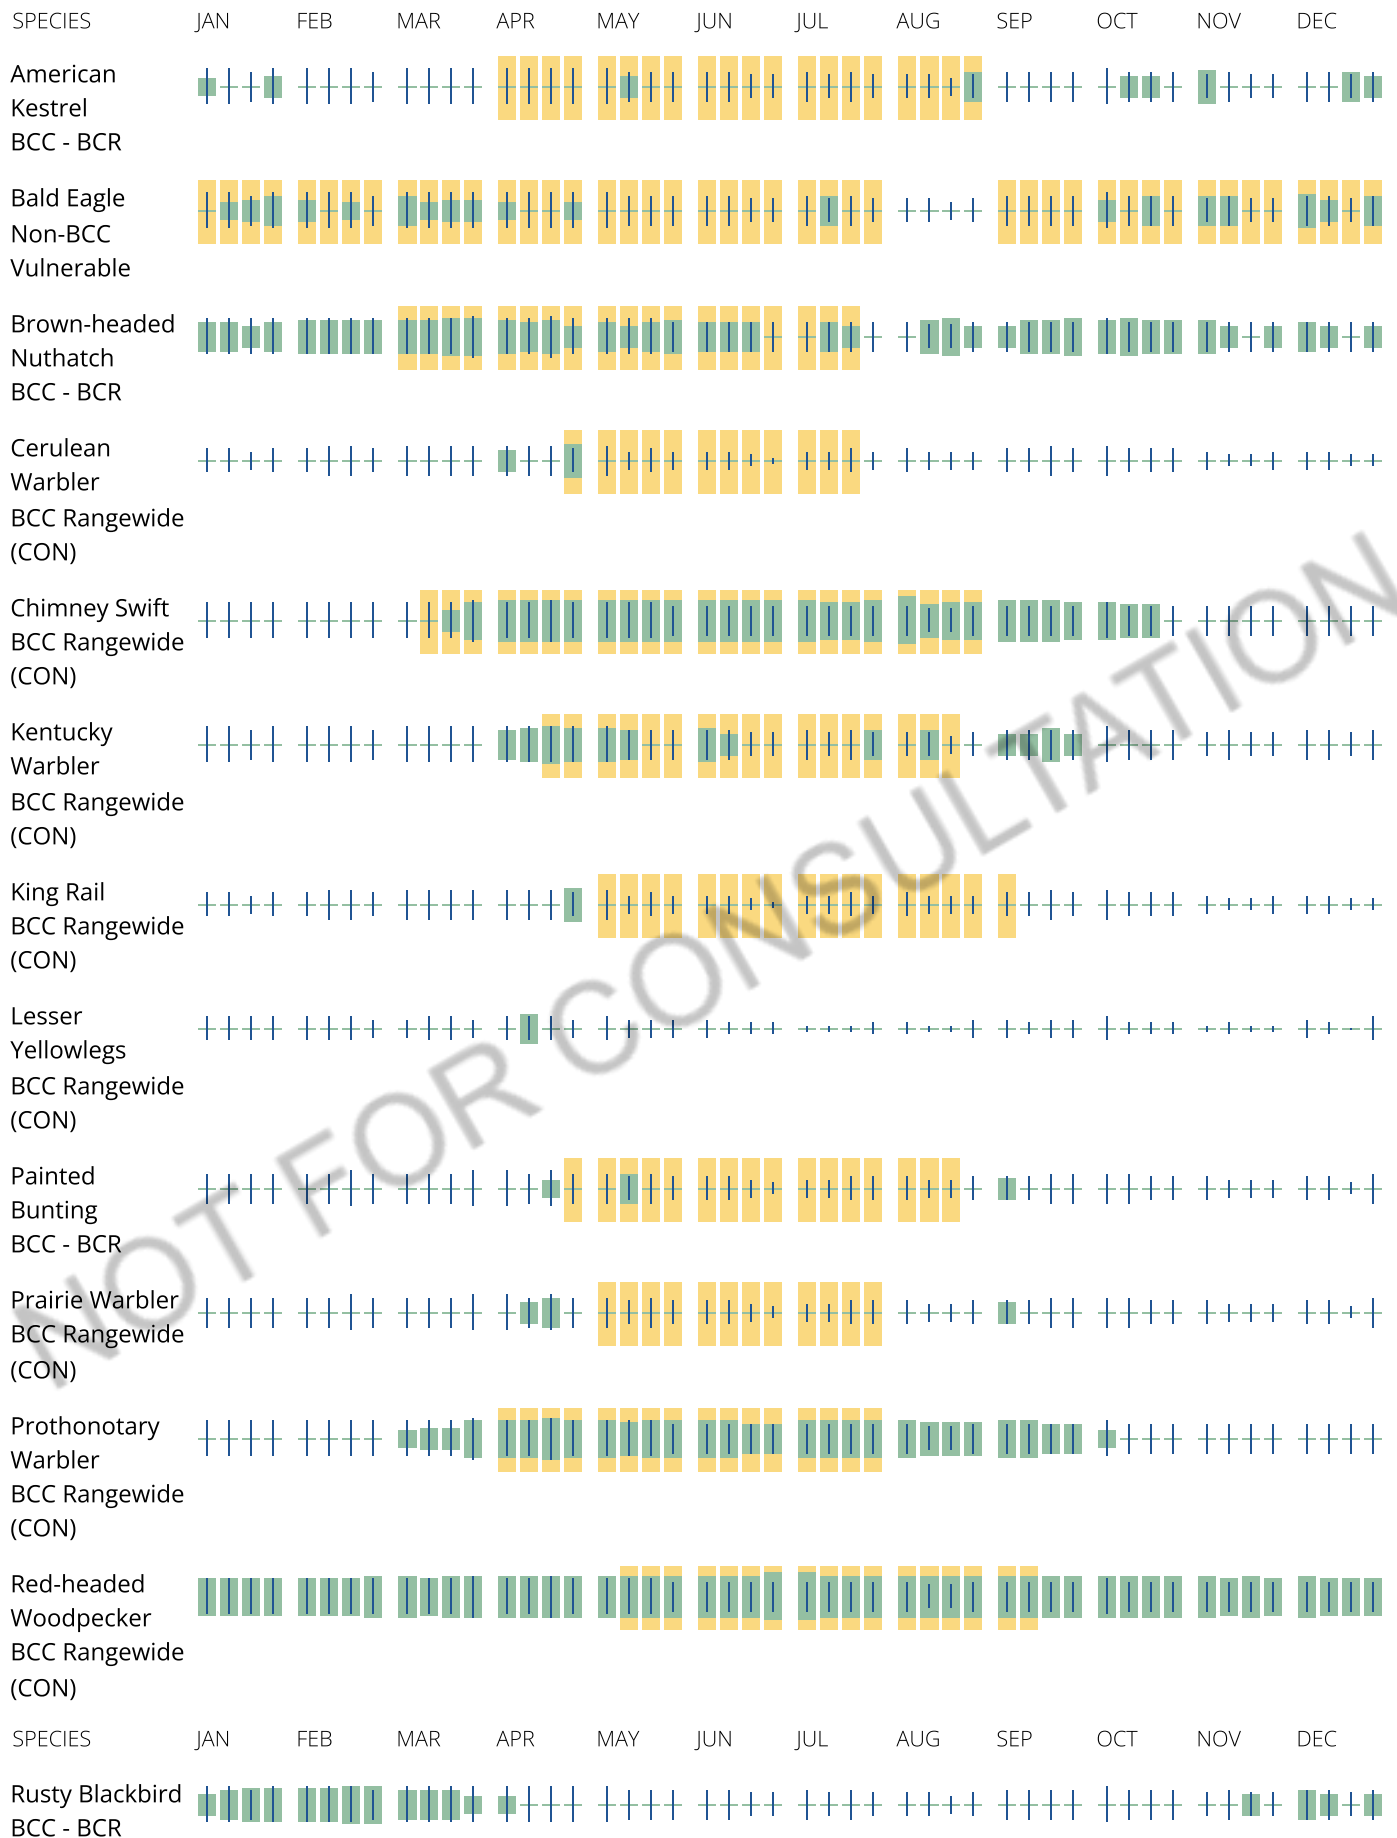 SPECIES JAN FEB MAR APR MAY JUN JUL AUG SEP OCT NOV DEC
American
Kestrel
BCC - BCR
Bald Eagle
Non-BCC
Vulnerable
Brown-headed
Nuthatch
BCC - BCR
Cerulean
Warbler
BCC Rangewide
(CON)
Chimney Swift
BCC Rangewide
(CON)
Kentucky
Warbler
BCC Rangewide
(CON)
King Rail
BCC Rangewide
(CON)
Lesser
Yellowlegs
BCC Rangewide
(CON)
Painted
Bunting
BCC - BCR
Prairie Warbler
BCC Rangewide
(CON)
Prothonotary
Warbler
BCC Rangewide
(CON)
Red-headed
Woodpecker
BCC Rangewide
(CON)
SPECIES JAN FEB MAR APR MAY JUN JUL AUG SEP OCT NOV DEC
Rusty Blackbird
BCC - BCR
NOT FOR CONSULTATION